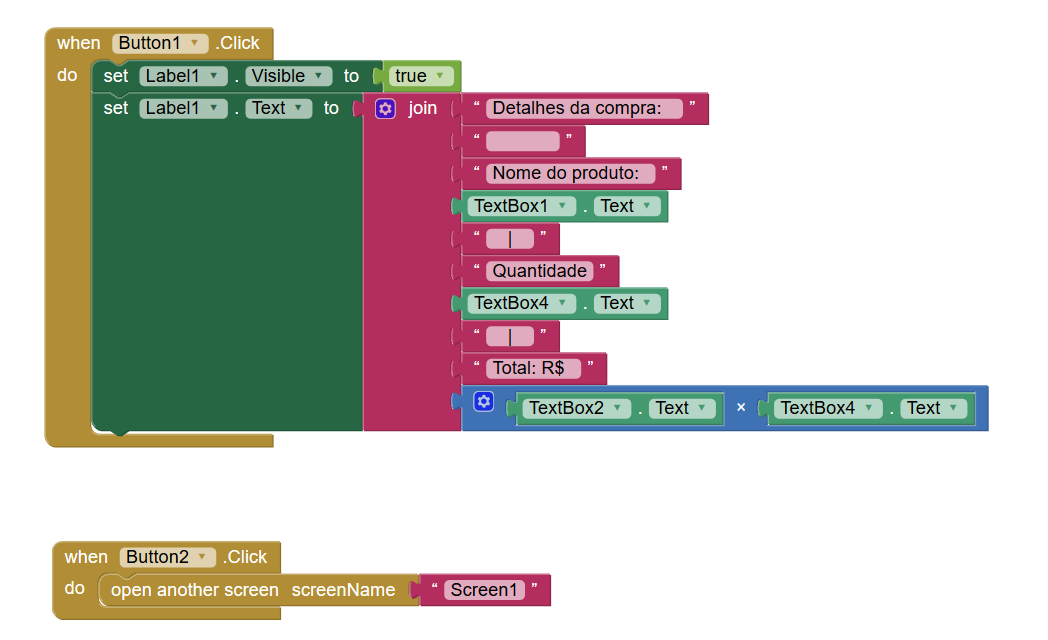 when Button1 .Click
do set Label1 . Visible to true
set Label1 . Text to join " Detalhes da compra: "
" "
" Nome do produto: "
TextBox1 . Text
" | "
" Quantidade "
TextBox4 . Text
" | "
" Total: R$ "
TextBox2 . Text × TextBox4 . Text
when Button2 .Click
do open another screen screenName " Screen1 "